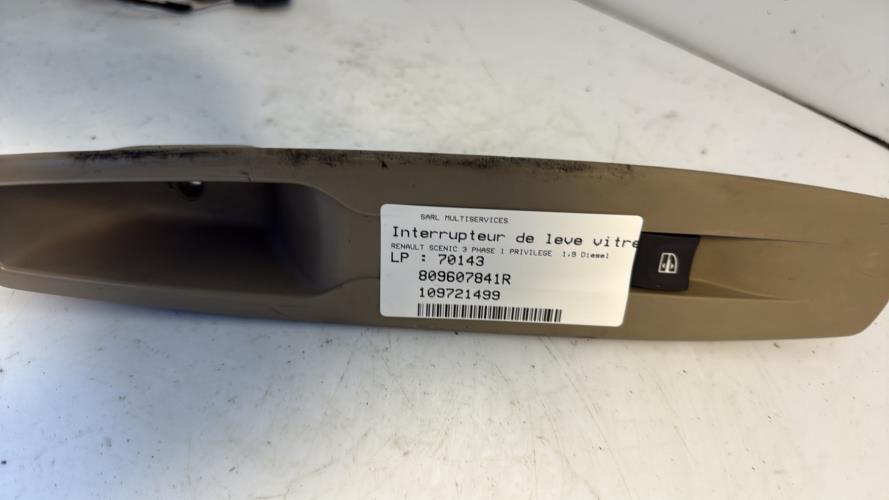 SARL MULTISERVICES
Interrupteur de leve vitre
RENAULT SCENIC 3 PHASE 1 PRIVILEGE 1.9 Diesel
LP : 70143
809607841R
109721499